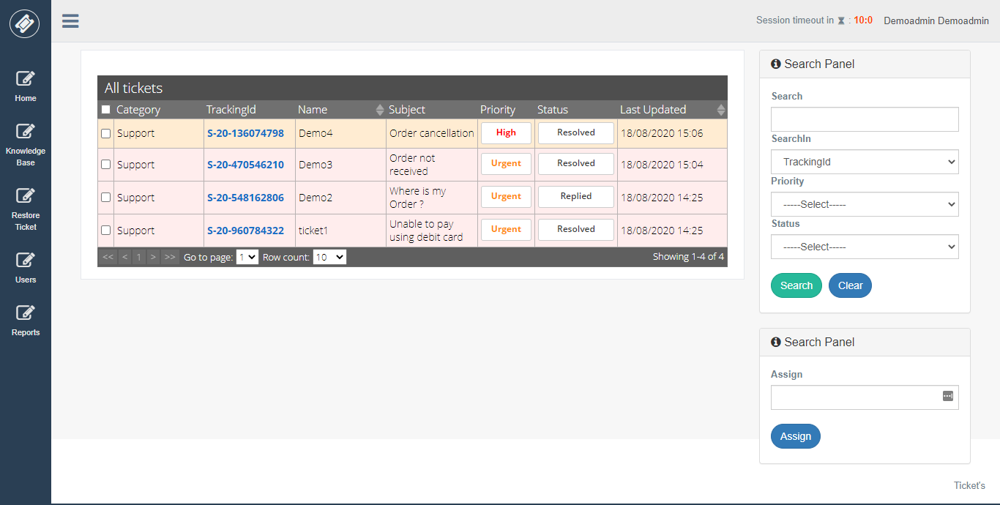 Session timeout in : 10:0 Demoadmin Demoadmin
Home
Knowledge
Base
Restore
Ticket
Users
Reports
All tickets
Category TrackingId Name Subject Priority Status Last Updated
Support S-20-136074798 Demo4 Order cancellation High Resolved 18/08/2020 15:06
Support S-20-470546210 Demo3 Order not
received Urgent Resolved 18/08/2020 15:04
Support S-20-548162806 Demo2 Where is my
Order ? Urgent Replied 18/08/2020 14:25
Support S-20-960784322 ticket1 Unable to pay
using debit card Urgent Resolved 18/08/2020 14:25
<< < 1 > >> Go to page: 1 Row count: 10 Showing 1-4 of 4
Search Panel
Search
SearchIn
TrackingId
Priority
-----Select-----
Status
-----Select-----
Search Clear
Search Panel
Assign
Assign
Ticket's